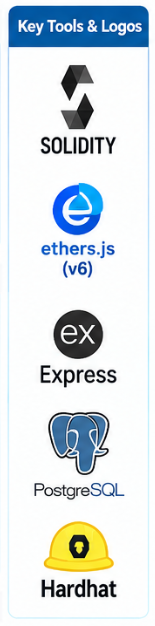 Key Tools & Logos
SOLIDITY
e
ethers.js
(v6)
ex
Express
PostgreSQL
Hardhat